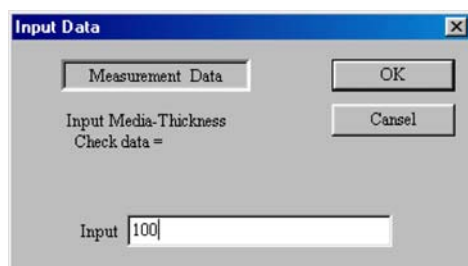 Input Data
Measurement Data
OK
Input Media-Thickness
Cansel
Check data =
Input 100